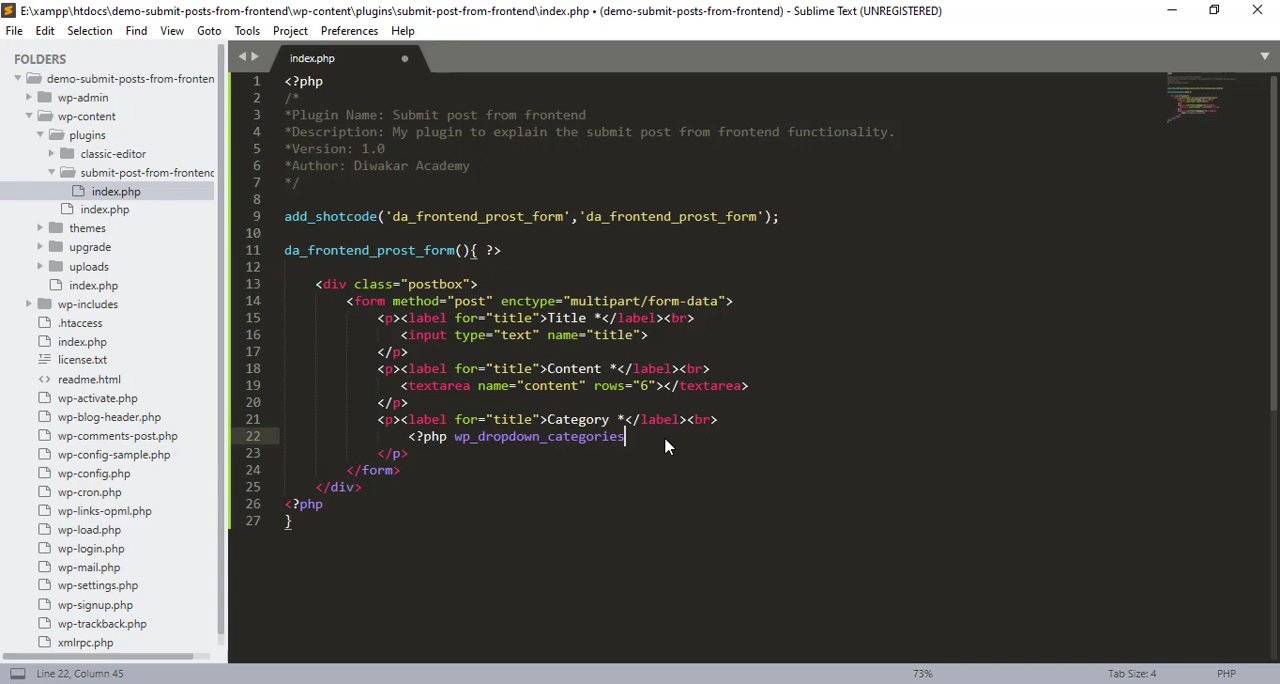 E:\xampp\htdocs\demo-submit-posts-from-frontend\wp-content\plugins\submit-post-from-frontend\index.php • (demo-submit-posts-from-frontend) - Sublime Text (UNREGISTERED)
File Edit Selection Find View Goto Tools Project Preferences Help
FOLDERS
demo-submit-posts-from-fronten
wp-admin
wp-content
plugins
classic-editor
submit-post-from-frontend
index.php
index.php
themes
upgrade
uploads
index.php
wp-includes
.htaccess
index.php
license.txt
readme.html
wp-activate.php
wp-blog-header.php
wp-comments-post.php
wp-config-sample.php
wp-config.php
wp-cron.php
wp-links-opml.php
wp-load.php
wp-login.php
wp-mail.php
wp-settings.php
wp-signup.php
wp-trackback.php
xmlrpc.php
index.php
1 <?php
2 /*
3 *Plugin Name: Submit post from frontend
4 *Description: My plugin to explain the submit post from frontend functionality.
5 *Version: 1.0
6 *Author: Diwakar Academy
7 */
8
9 add_shotcode('da_frontend_prost_form','da_frontend_prost_form');
10
11 da_frontend_prost_form(){ ?>
12
13 <div class="postbox">
14 <form method="post" enctype="multipart/form-data">
15 <p><label for="title">Title *</label><br>
16 <input type="text" name="title">
17 </p>
18 <p><label for="title">Content *</label><br>
19 <textarea name="content" rows="6"></textarea>
20 </p>
21 <p><label for="title">Category *</label><br>
22 <?php wp_dropdown_categories
23 </p>
24 </form>
25 </div>
26 <?php
27 }
Line 22, Column 45
73%
Tab Size: 4
PHP